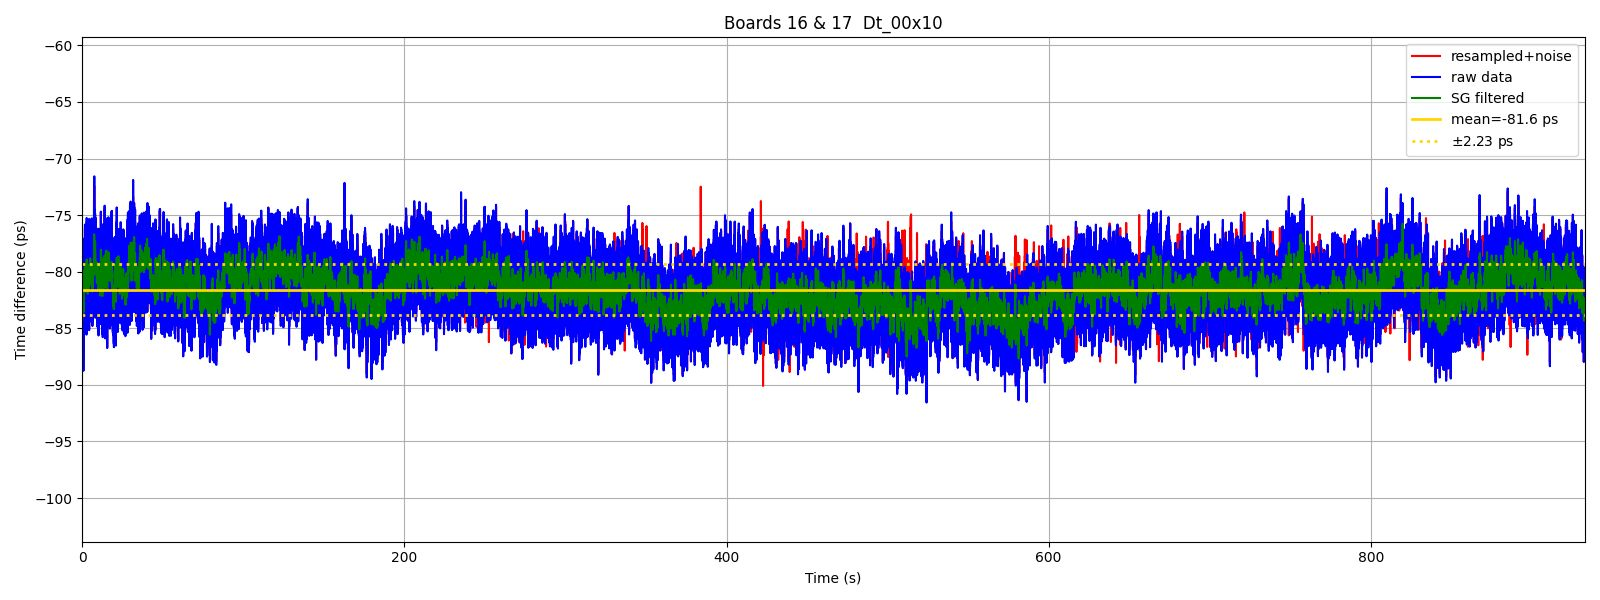 Boards 16 & 17  Dt_00x10
Time difference (ps)
−60
−65
−70
−75
−80
−85
−90
−95
−100
resampled+noise
raw data
SG filtered
mean=-81.6 ps
±2.23 ps
0
200
400
600
800
Time (s)